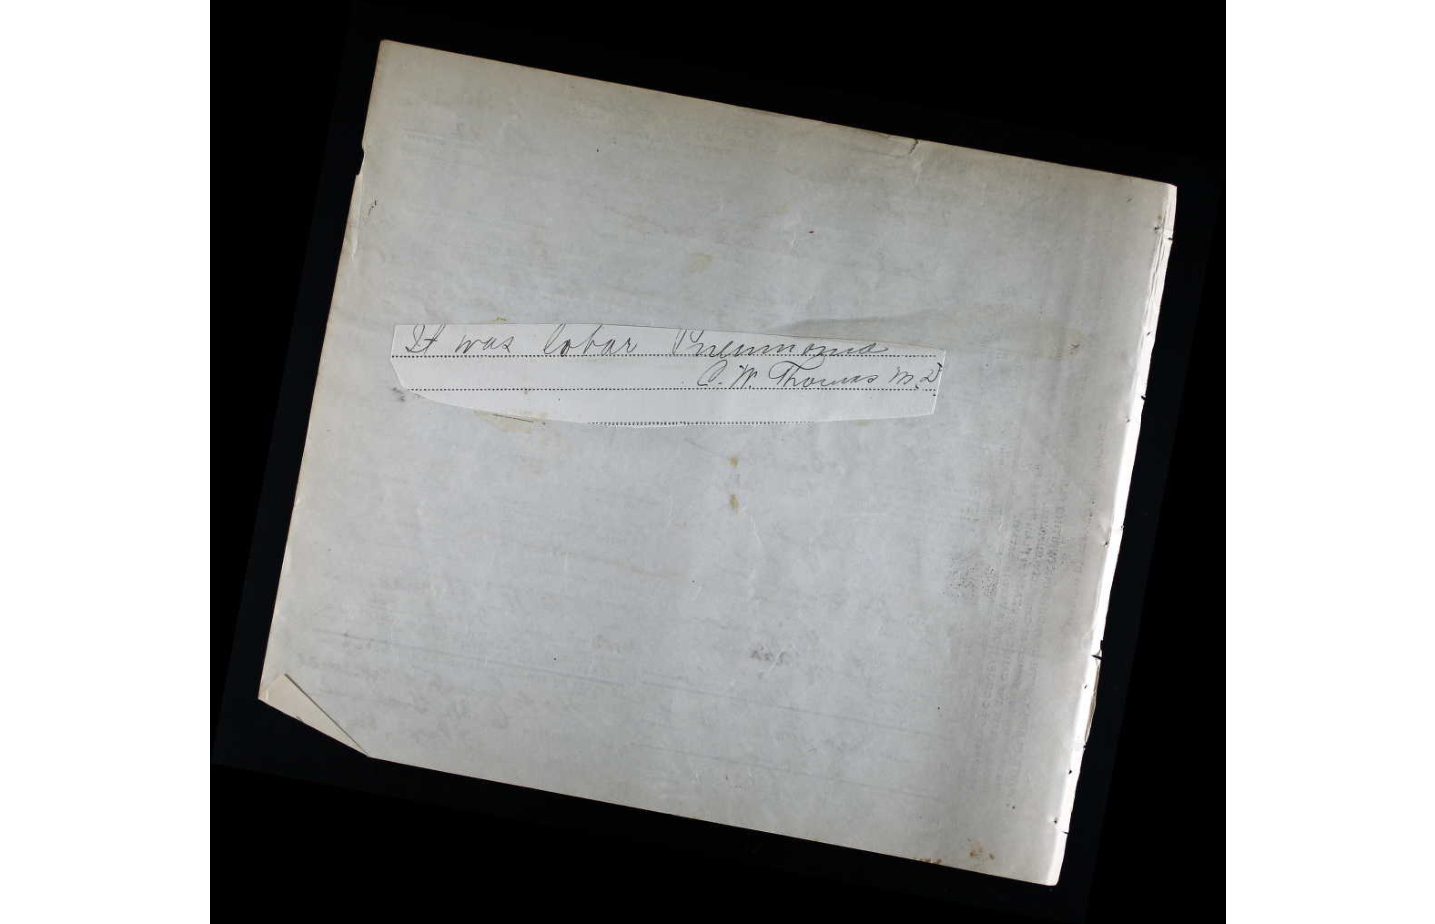 It was lobar Pneumonia
C. W. Thomas M.D